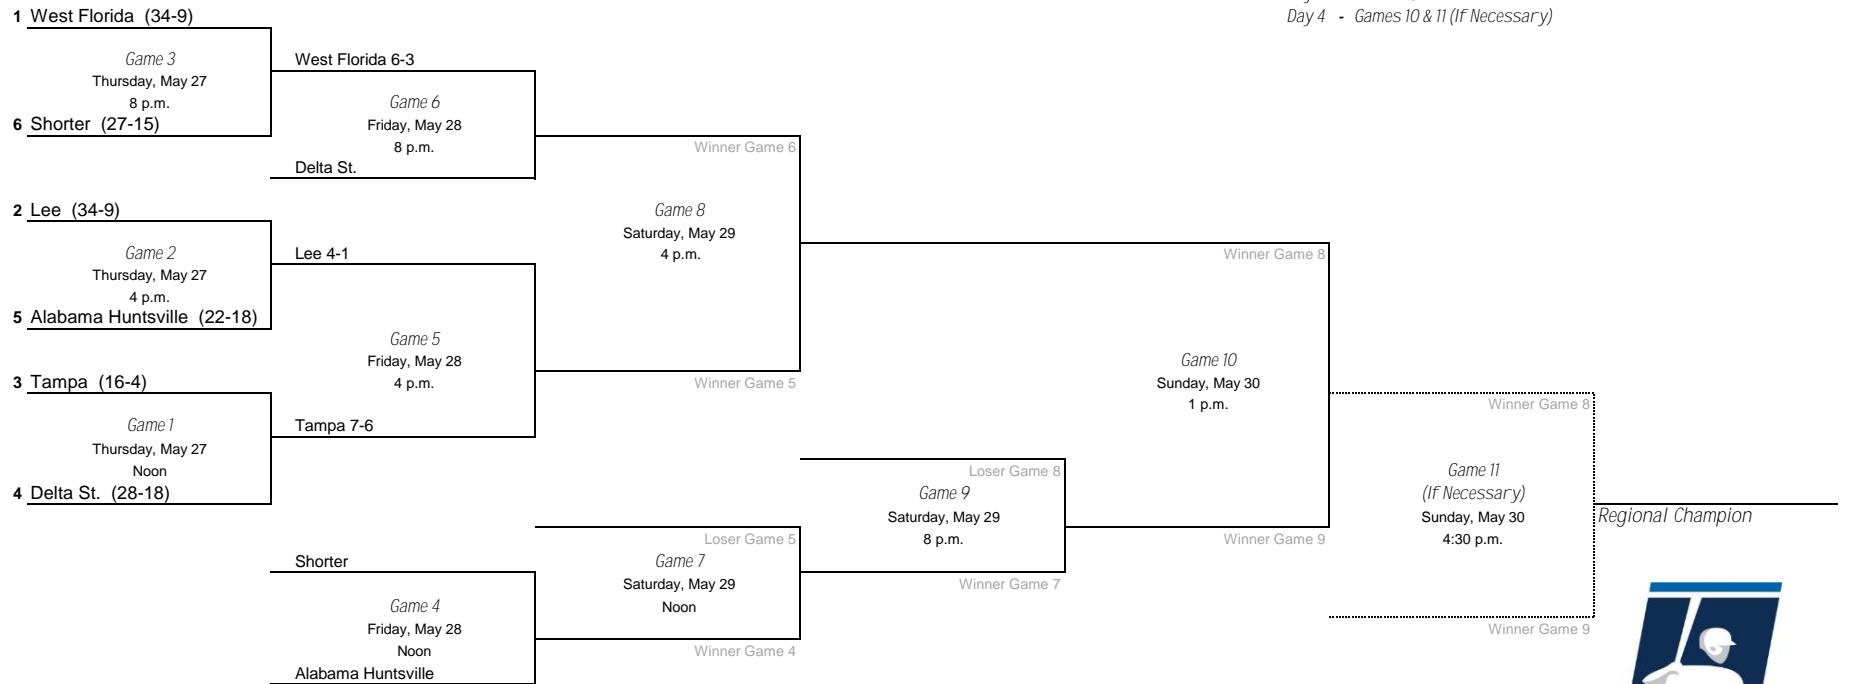 Day 4 - Games 10 & 11 (If Necessary)
1 West Florida (34-9)
Game 3
Thursday, May 27
8 p.m.
6 Shorter (27-15)
West Florida 6-3
Game 6
Friday, May 28
8 p.m.
Delta St.
Winner Game 6
2 Lee (34-9)
Game 2
Thursday, May 27
4 p.m.
5 Alabama Huntsville (22-18)
Lee 4-1
Game 8
Saturday, May 29
4 p.m.
Winner Game 8
Game 5
Friday, May 28
4 p.m.
Winner Game 5
3 Tampa (16-4)
Game 1
Thursday, May 27
Noon
4 Delta St. (28-18)
Tampa 7-6
Game 10
Sunday, May 30
1 p.m.
Winner Game 8
Loser Game 8
Game 9
Saturday, May 29
8 p.m.
Winner Game 9
Game 11
(If Necessary)
Sunday, May 30
4:30 p.m.
Regional Champion
Loser Game 5
Game 7
Saturday, May 29
Noon
Winner Game 7
Shorter
Game 4
Friday, May 28
Noon
Alabama Huntsville
Winner Game 4
Winner Game 9